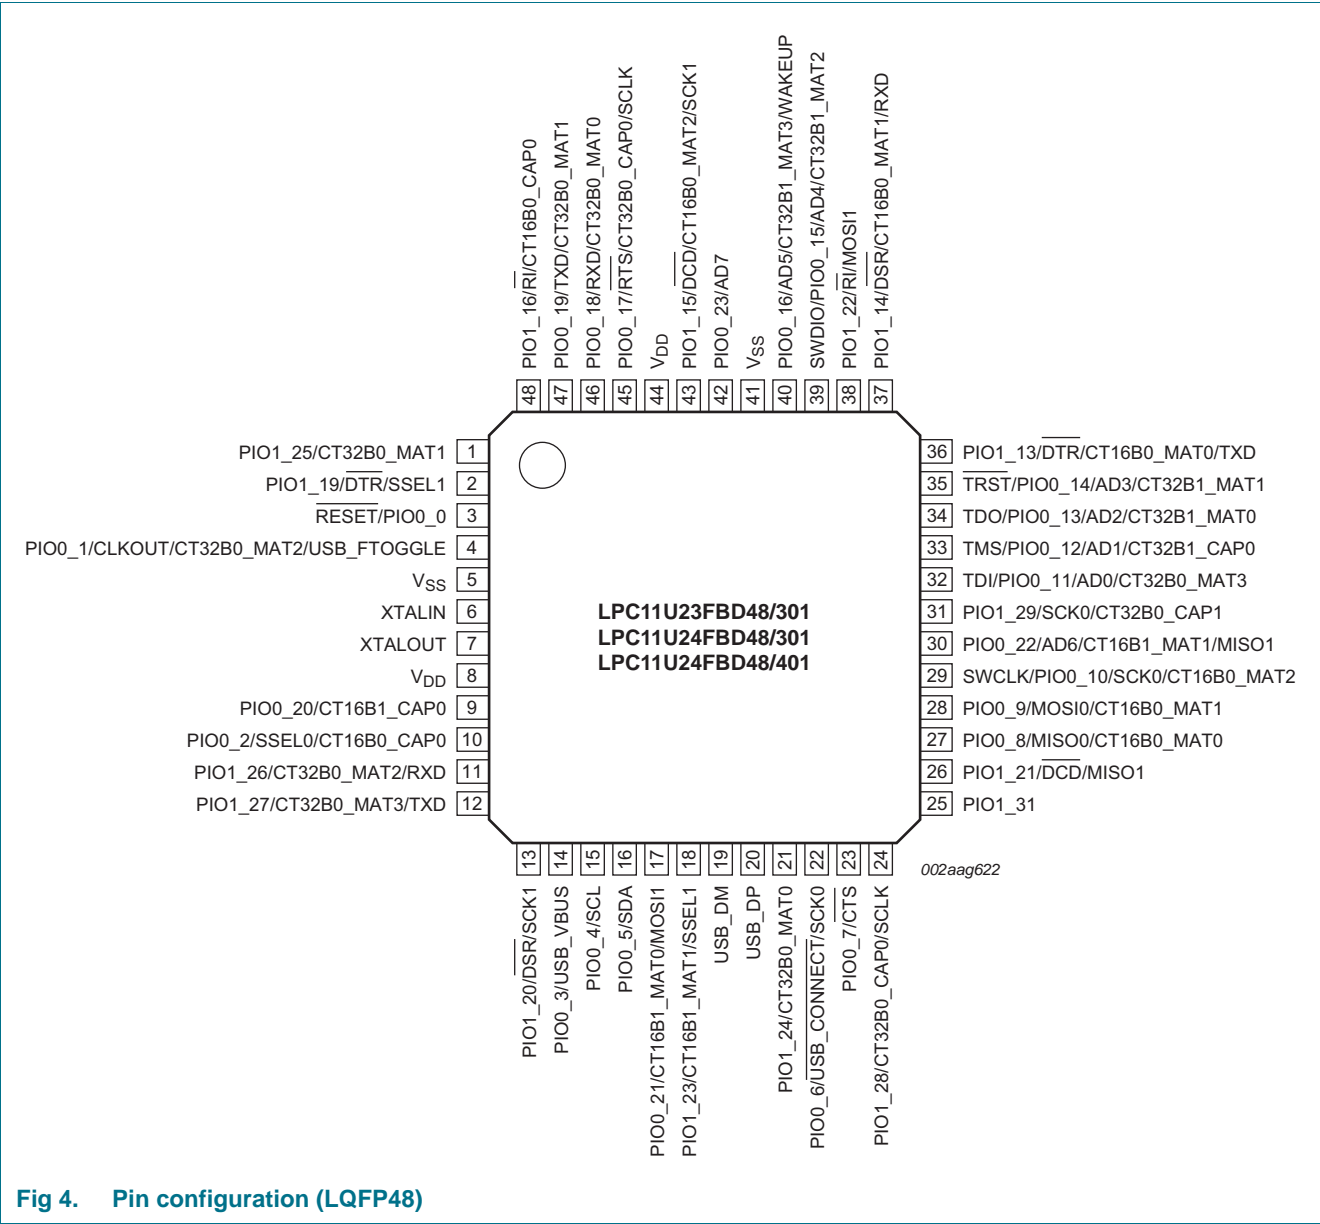 PIO1_16/RI/CT16B0_CAP0
PIO0_19/TXD/CT32B0_MAT1
PIO0_18/RXD/CT32B0_MAT0
PIO0_17/RTS/CT32B0_CAP0/SCLK
VDD
PIO1_15/DCD/CT16B0_MAT2/SCK1
PIO0_23/AD7
VSS
PIO0_16/AD5/CT32B1_MAT3/WAKEUP
SWDIO/PIO0_15/AD4/CT32B1_MAT2
PIO1_22/RI/MOSI1
PIO1_14/DSR/CT16B0_MAT1/RXD
48
47
46
45
44
43
42
41
40
39
38
37
PIO1_25/CT32B0_MAT1 1
PIO1_19/DTR/SSEL1 2
RESET/PIO0_0 3
PIO0_1/CLKOUT/CT32B0_MAT2/USB_FTOGGLE 4
VSS 5
XTALIN 6
XTALOUT 7
VDD 8
PIO0_20/CT16B1_CAP0 9
PIO0_2/SSEL0/CT16B0_CAP0 10
PIO1_26/CT32B0_MAT2/RXD 11
PIO1_27/CT32B0_MAT3/TXD 12
LPC11U23FBD48/301
LPC11U24FBD48/301
LPC11U24FBD48/401
36 PIO1_13/DTR/CT16B0_MAT0/TXD
35 TRST/PIO0_14/AD3/CT32B1_MAT1
34 TDO/PIO0_13/AD2/CT32B1_MAT0
33 TMS/PIO0_12/AD1/CT32B1_CAP0
32 TDI/PIO0_11/AD0/CT32B0_MAT3
31 PIO1_29/SCK0/CT32B0_CAP1
30 PIO0_22/AD6/CT16B1_MAT1/MISO1
29 SWCLK/PIO0_10/SCK0/CT16B0_MAT2
28 PIO0_9/MOSI0/CT16B0_MAT1
27 PIO0_8/MISO0/CT16B0_MAT0
26 PIO1_21/DCD/MISO1
25 PIO1_31
13
14
15
16
17
18
19
20
21
22
23
24
PIO1_20/DSR/SCK1
PIO0_3/USB_VBUS
PIO0_4/SCL
PIO0_5/SDA
PIO0_21/CT16B1_MAT0/MOSI1
PIO1_23/CT16B1_MAT1/SSEL1
USB_DM
USB_DP
PIO1_24/CT32B0_MAT0
PIO0_6/USB_CONNECT/SCK0
PIO0_7/CTS
PIO1_28/CT32B0_CAP0/SCLK
002aag622
Fig 4. Pin configuration (LQFP48)